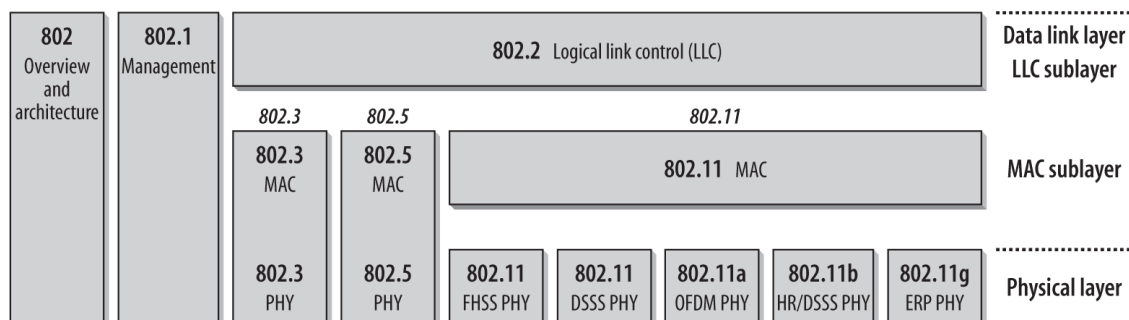 802
Overview
and
architecture
802.1
Management
802.2 Logical link control (LLC)
Data link layer
LLC sublayer
802.3
802.5
802.11
802.3
MAC
802.5
MAC
802.11 MAC
MAC sublayer
802.3
PHY
802.5
PHY
802.11
FHSS PHY
802.11
DSSS PHY
802.11a
OFDM PHY
802.11b
HR/DSSS PHY
802.11g
ERP PHY
Physical layer